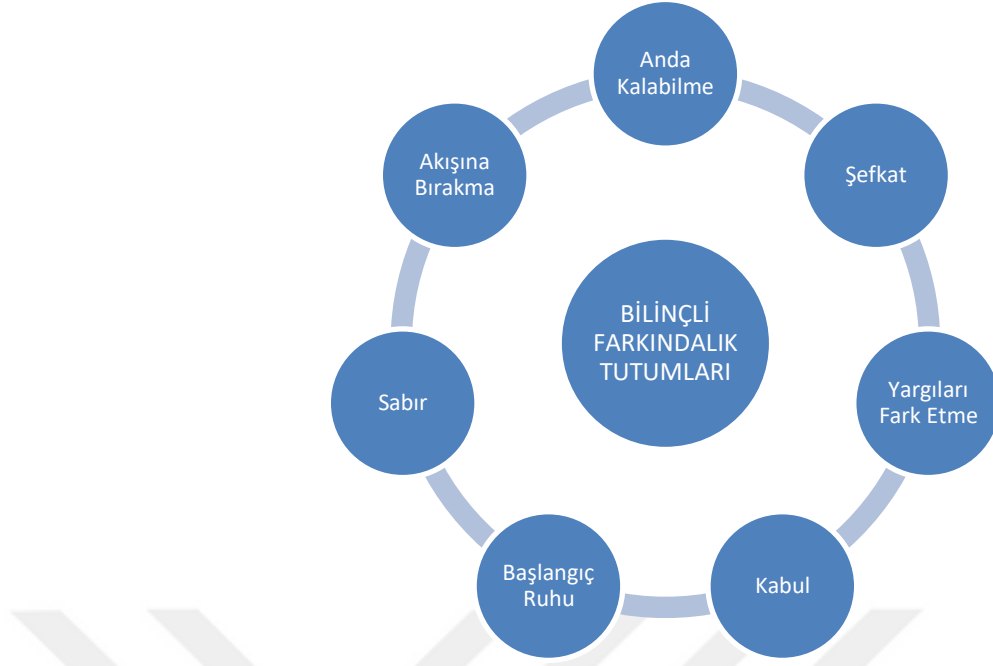 Anda
Kalabilme
Şefkat
Yargıları
Fark Etme
Kabul
Başlangıç
Ruhu
Sabır
Akışına
Bırakma
BİLİNÇLİ
FARKINDALIK
TUTUMLARI